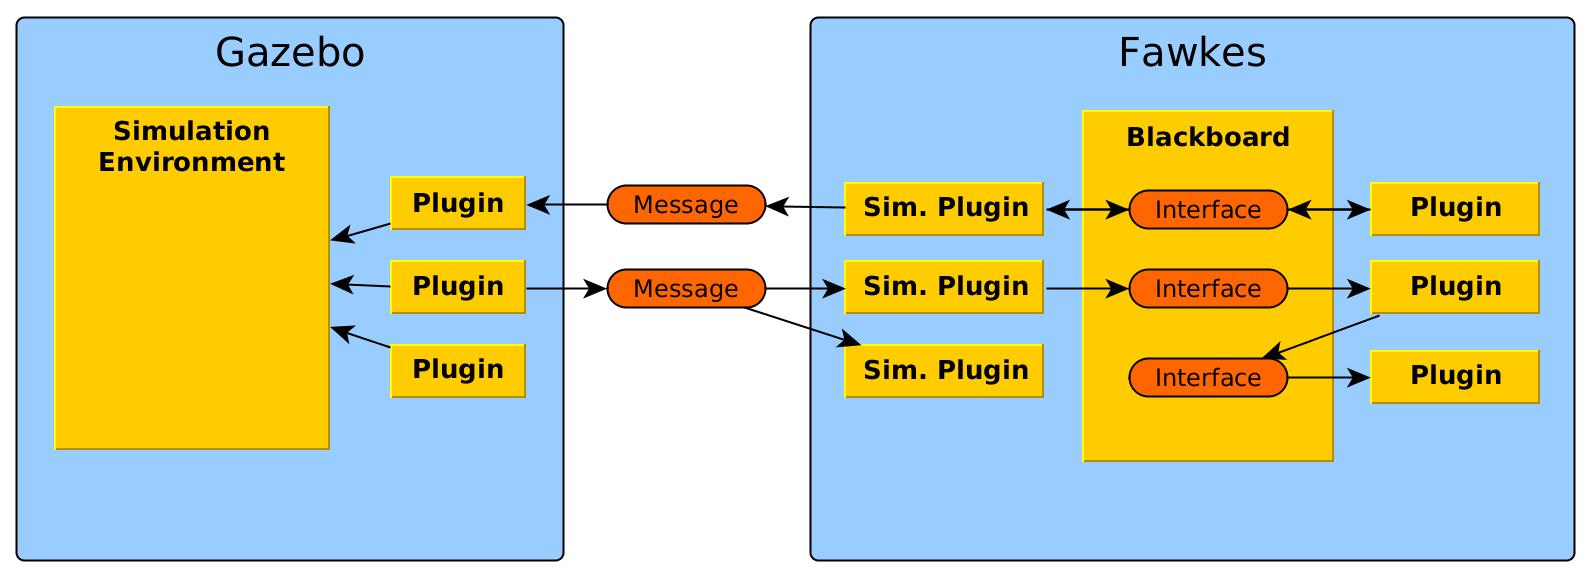 Gazebo
Simulation
Environment
Plugin
Plugin
Plugin
Message
Message
Fawkes
Sim. Plugin
Sim. Plugin
Sim. Plugin
Blackboard
Interface
Interface
Interface
Plugin
Plugin
Plugin